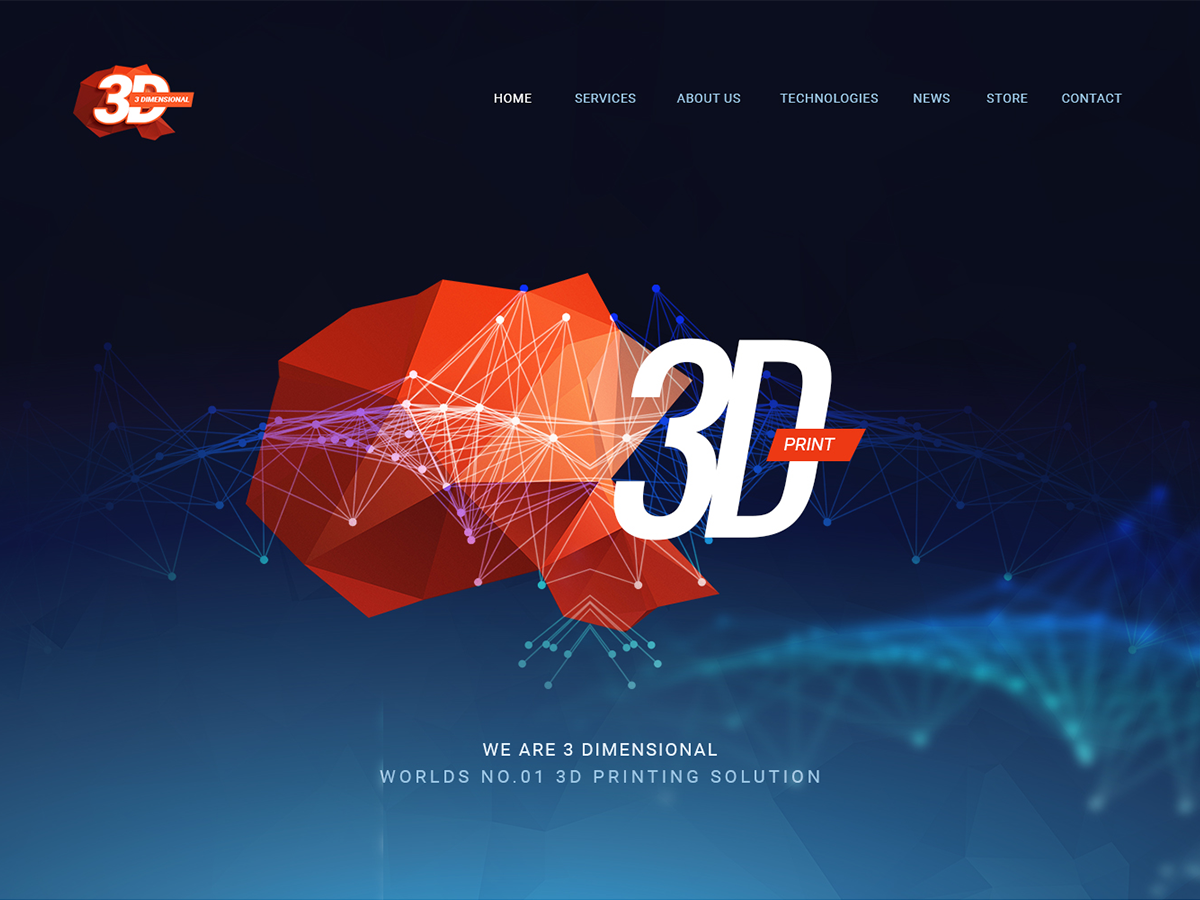 3D
3 DIMENSIONAL
HOME SERVICES ABOUT US TECHNOLOGIES NEWS STORE CONTACT
3D
PRINT
WE ARE 3 DIMENSIONAL
WORLDS NO.01 3D PRINTING SOLUTION